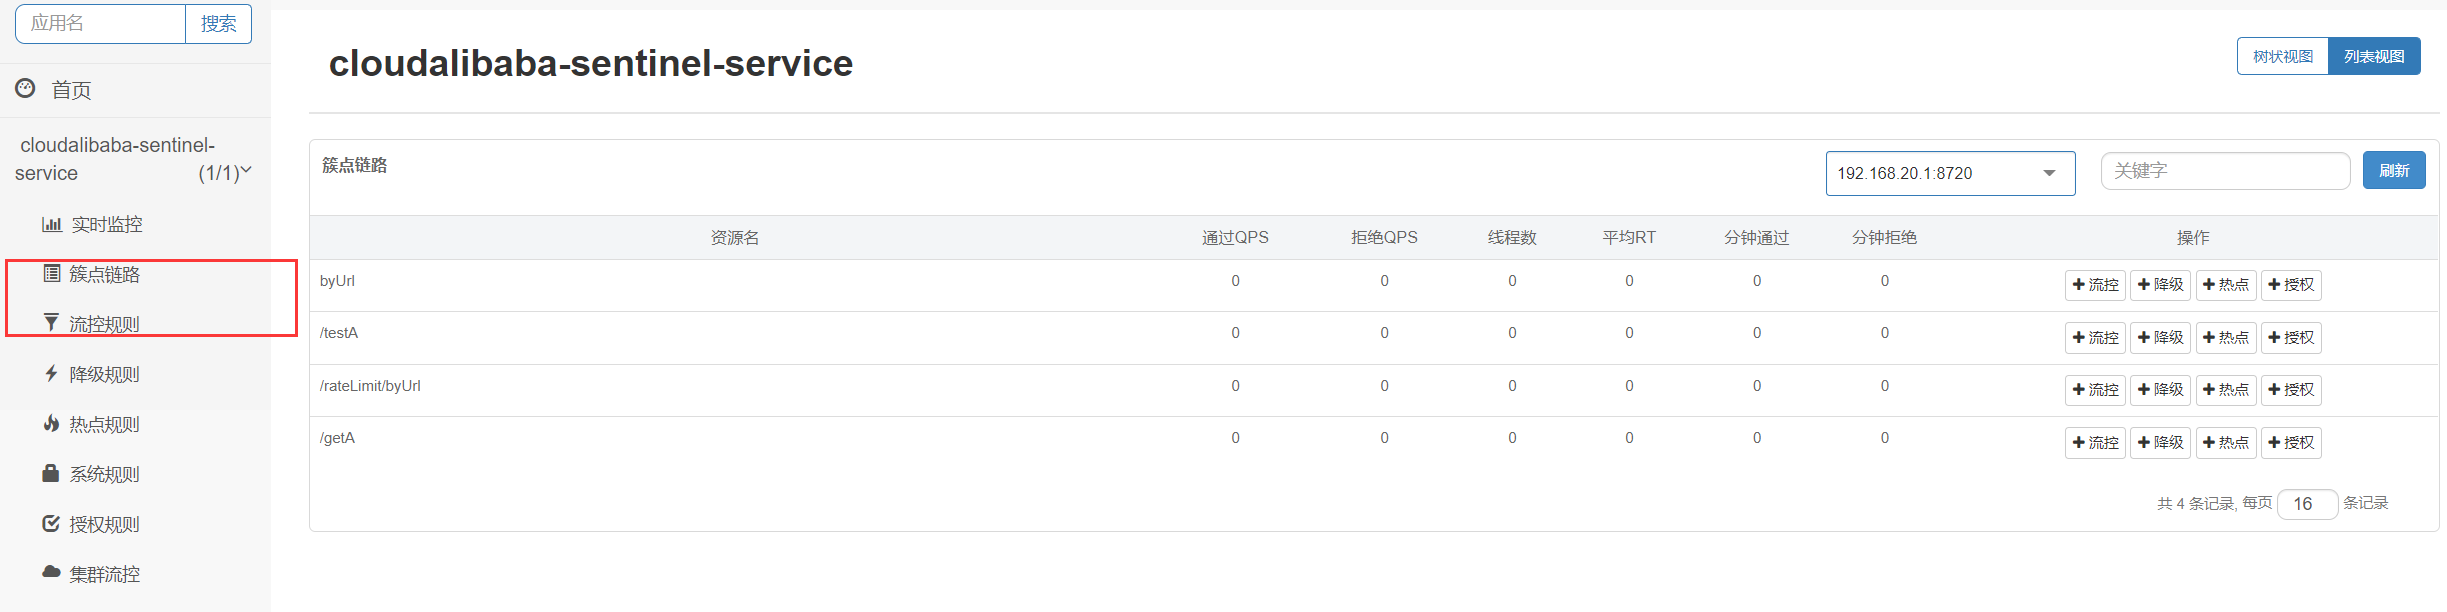 应用名 搜索
首页
cloudalibaba-sentinel-
service (1/1)
实时监控
簇点链路
流控规则
降级规则
热点规则
系统规则
授权规则
集群流控
cloudalibaba-sentinel-service
树状视图 列表视图
簇点链路 192.168.20.1:8720 关键字 刷新
资源名 通过QPS 拒绝QPS 线程数 平均RT 分钟通过 分钟拒绝 操作
byUrl 0 0 0 0 0 0 流控 降级 热点 授权
/testA 0 0 0 0 0 0 流控 降级 热点 授权
/rateLimit/byUrl 0 0 0 0 0 0 流控 降级 热点 授权
/getA 0 0 0 0 0 0 流控 降级 热点 授权
共 4 条记录, 每页 16 条记录